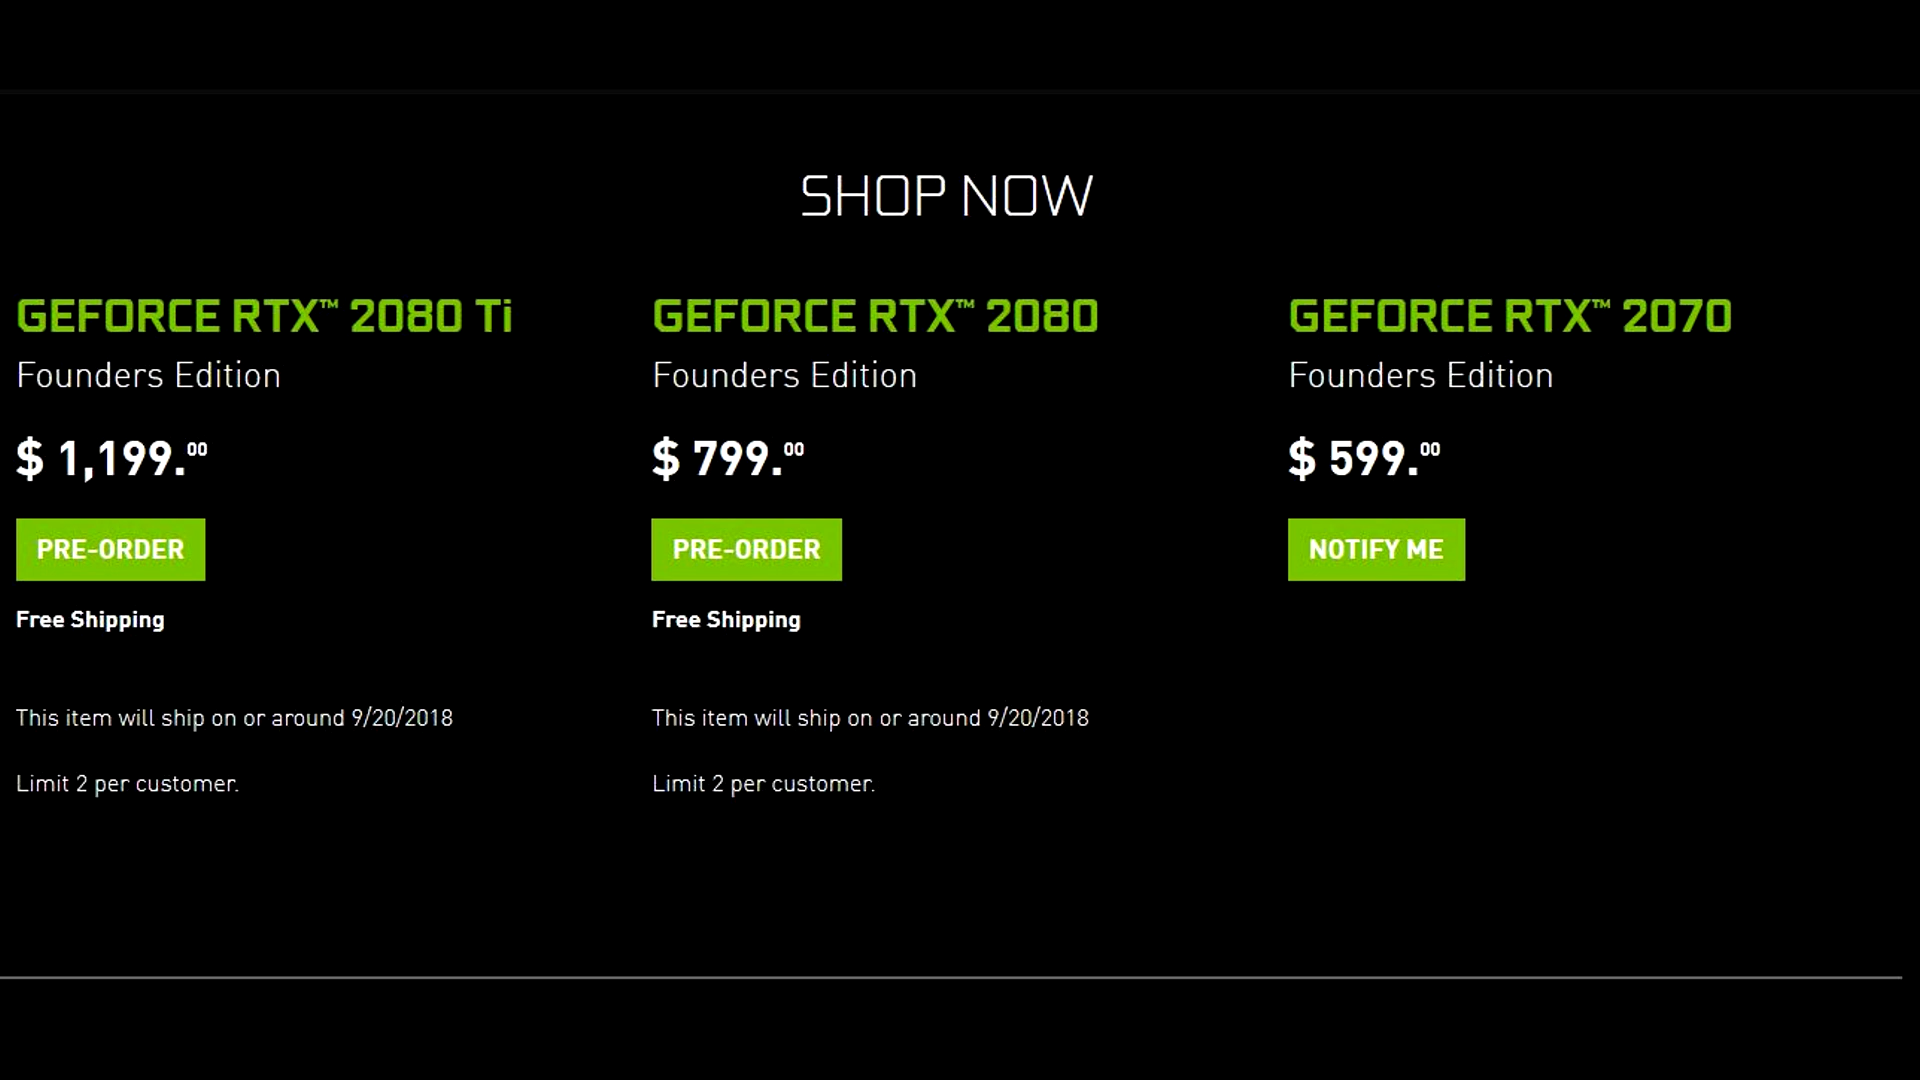 SHOP NOW
GEFORCE RTX™ 2080 Ti
Founders Edition
$ 1,199.00
PRE-ORDER
Free Shipping
This item will ship on or around 9/20/2018
Limit 2 per customer.
GEFORCE RTX™ 2080
Founders Edition
$ 799.00
PRE-ORDER
Free Shipping
This item will ship on or around 9/20/2018
Limit 2 per customer.
GEFORCE RTX™ 2070
Founders Edition
$ 599.00
NOTIFY ME